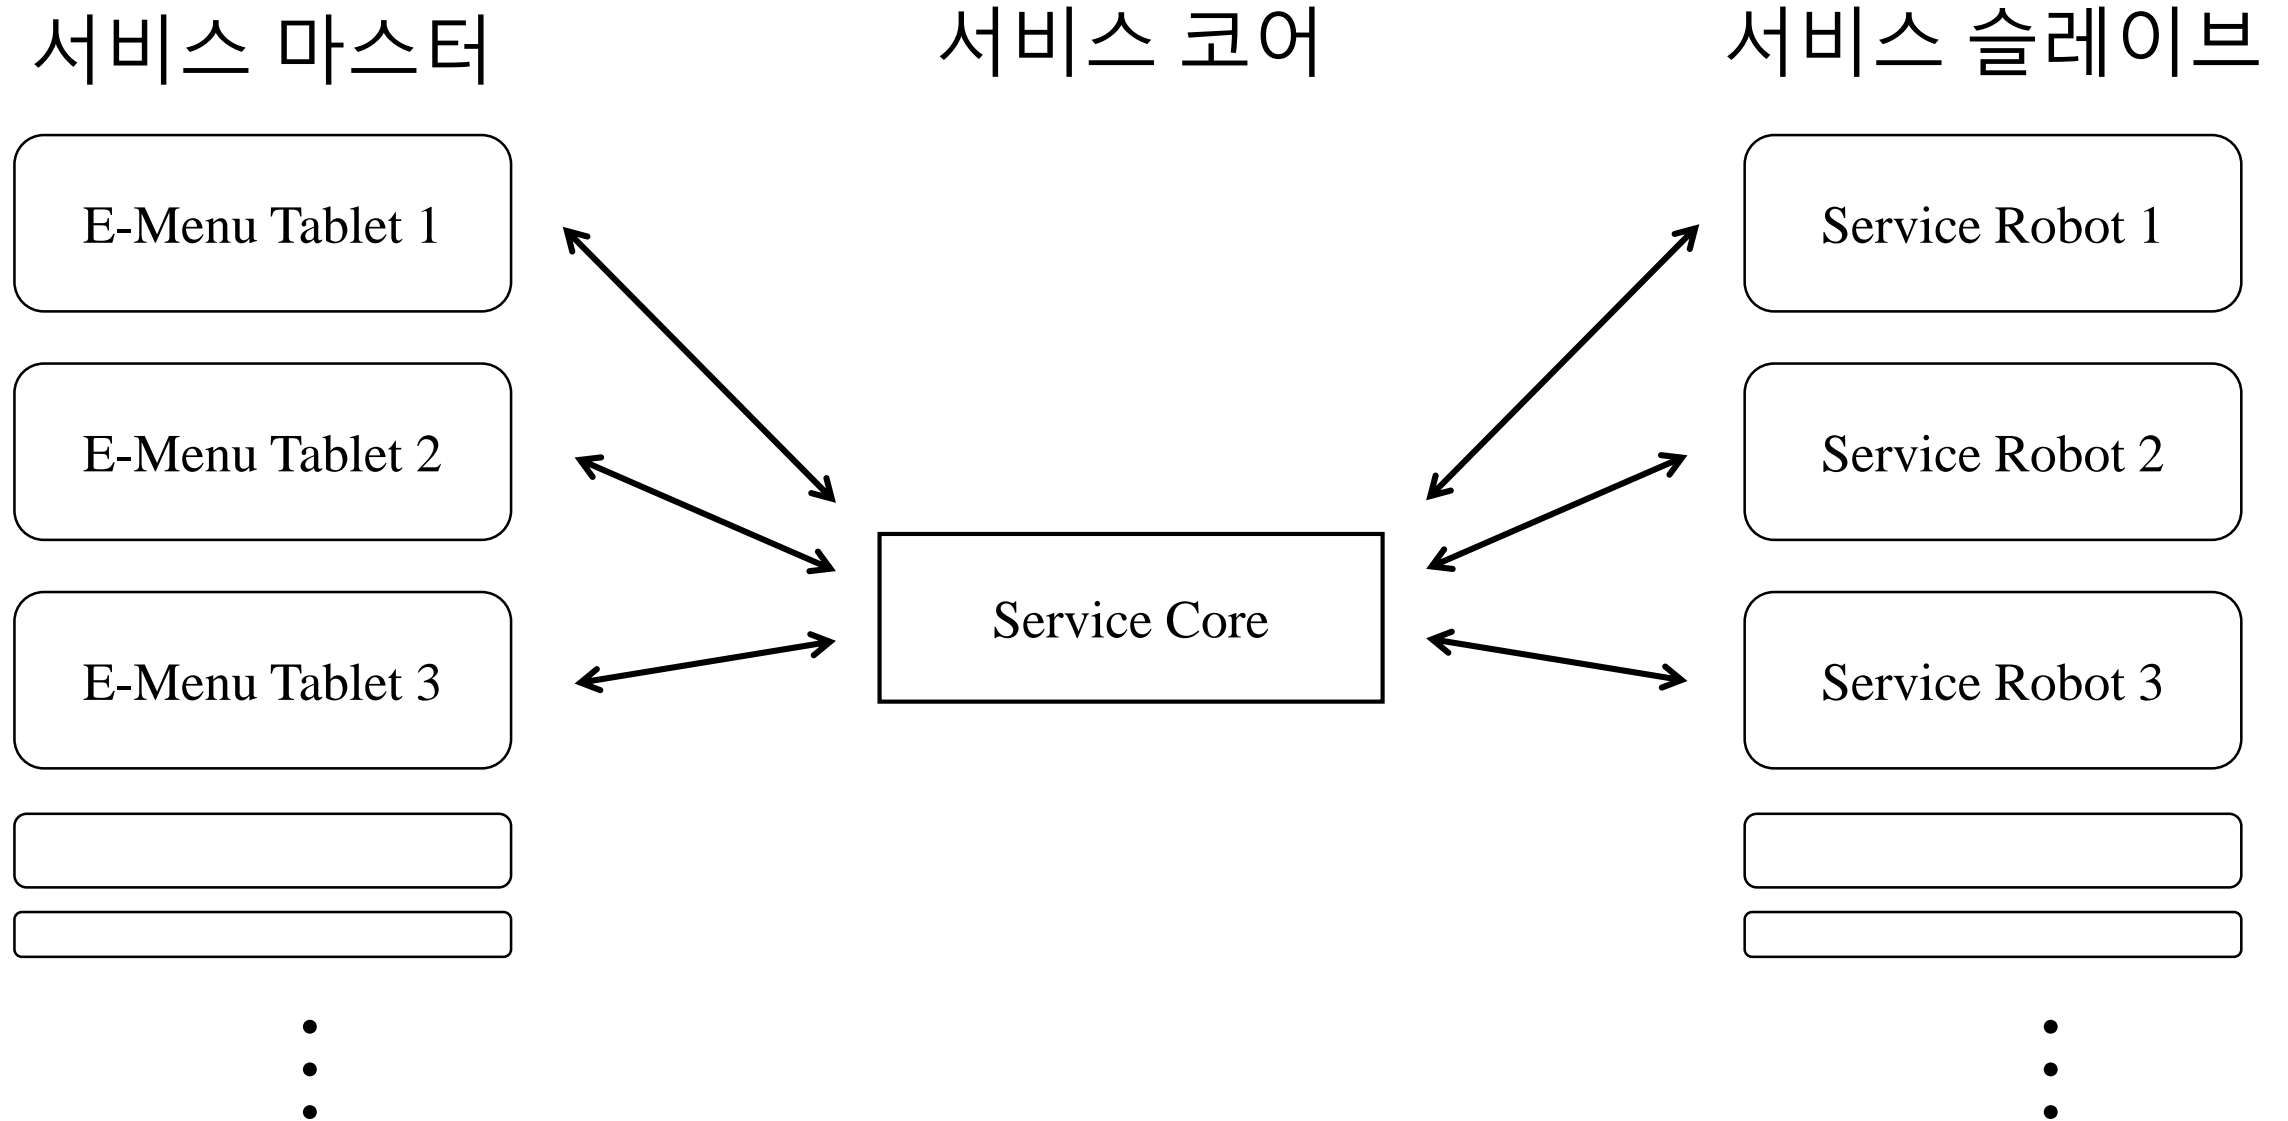 서비스 마스터
서비스 코어
서비스 슬레이브
E-Menu Tablet 1
Service Robot 1
E-Menu Tablet 2
Service Robot 2
Service Core
E-Menu Tablet 3
Service Robot 3